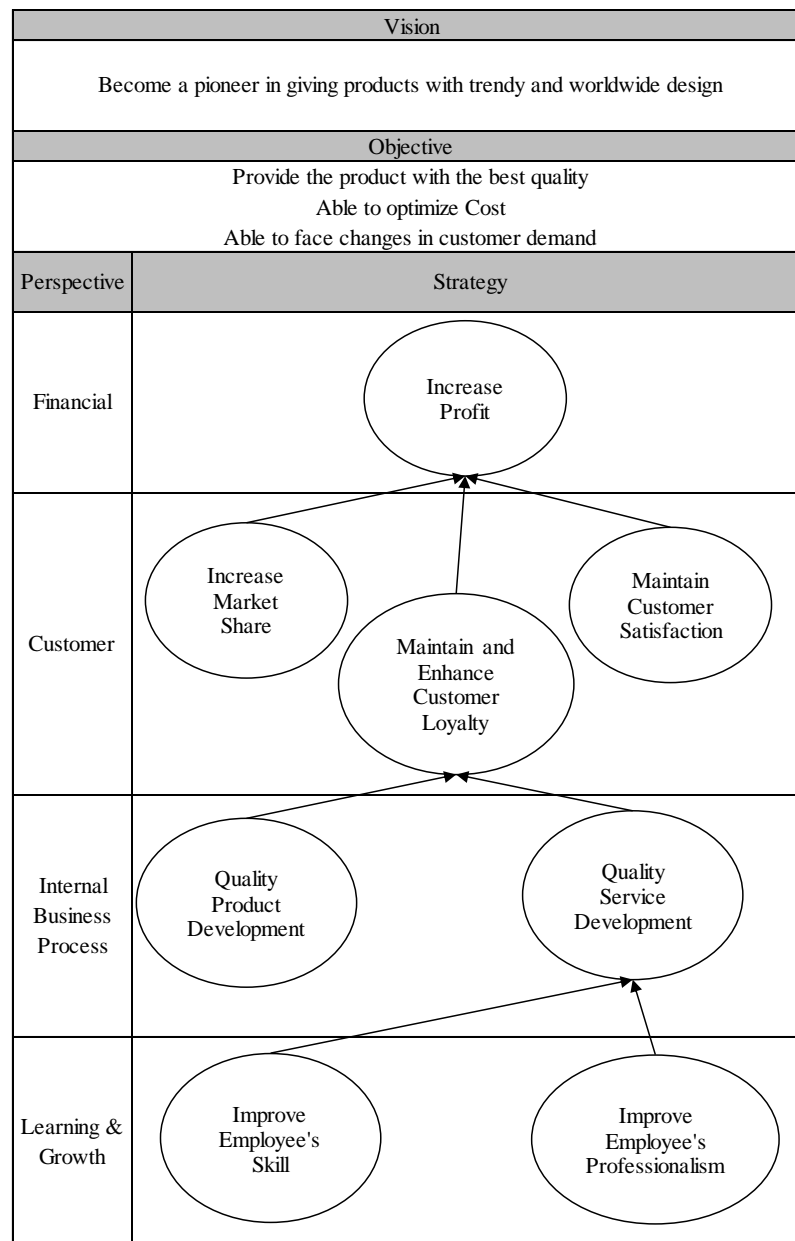 Vision
Become a pioneer in giving products with trendy and worldwide design
Objective
Provide the product with the best quality
Able to optimize Cost
Able to face changes in customer demand
Perspective
Strategy
Financial
Increase
Profit
Customer
Increase
Market
Share
Maintain and
Enhance
Customer
Loyalty
Maintain
Customer
Satisfaction
Internal
Business
Process
Quality
Product
Development
Quality
Service
Development
Learning &
Growth
Improve
Employee's
Skill
Improve
Employee's
Professionalism